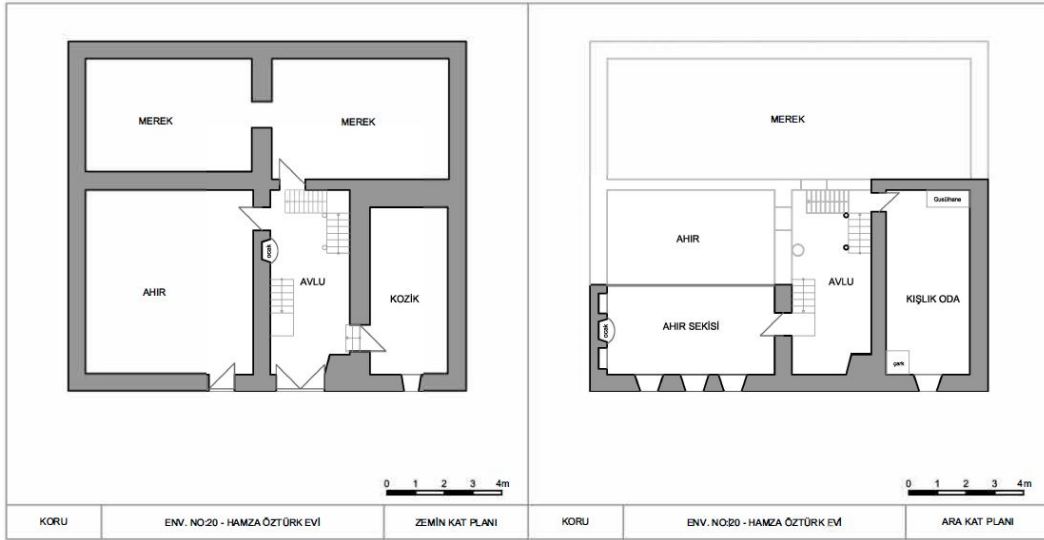 MEREK
MEREK
AHIR
ocak
AVLU
KOZİK
0 1 2 3 4m
KORU
ENV. NO:20 - HAMZA ÖZTÜRK EVİ
ZEMİN KAT PLANI
MEREK
Gusülhane
AHIR
AVLU
KIŞLIK ODA
ocak
AHIR SEKİSİ
çark
0 1 2 3 4m
KORU
ENV. NO:20 - HAMZA ÖZTÜRK EVİ
ARA KAT PLANI